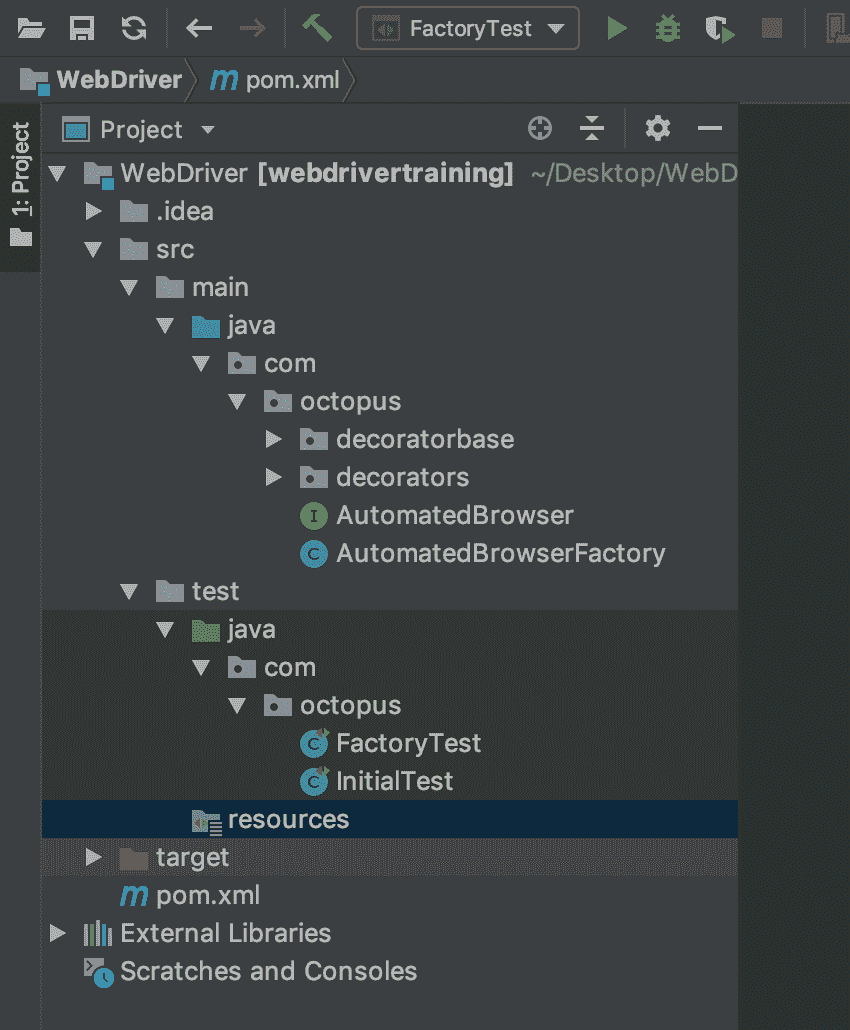 FactoryTest
WebDriver pom.xml
1: Project
Project
WebDriver [webdrivertraining] ~/Desktop/WebD
.idea
src
main
java
com
octopus
decoratorbase
decorators
AutomatedBrowser
AutomatedBrowserFactory
test
java
com
octopus
FactoryTest
InitialTest
resources
target
pom.xml
External Libraries
Scratches and Consoles